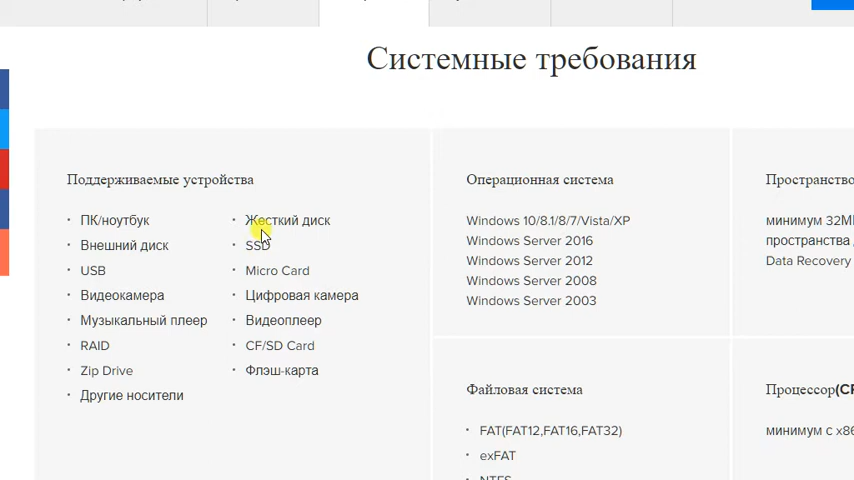 Системные требования
Поддерживаемые устройства
ПК/ноутбук
Внешний диск
USB
Видеокамера
Музыкальный плеер
RAID
Zip Drive
Другие носители
Жесткий диск
SSD
Micro Card
Цифровая камера
Видеоплеер
CF/SD Card
Флэш-карта
Операционная система
Windows 10/8.1/8/7/Vista/XP
Windows Server 2016
Windows Server 2012
Windows Server 2008
Windows Server 2003
Файловая система
FAT(FAT12,FAT16,FAT32)
exFAT
NTFS
Пространство
минимум 32М
пространства
Data Recovery
Процессор(CP
минимум с x86